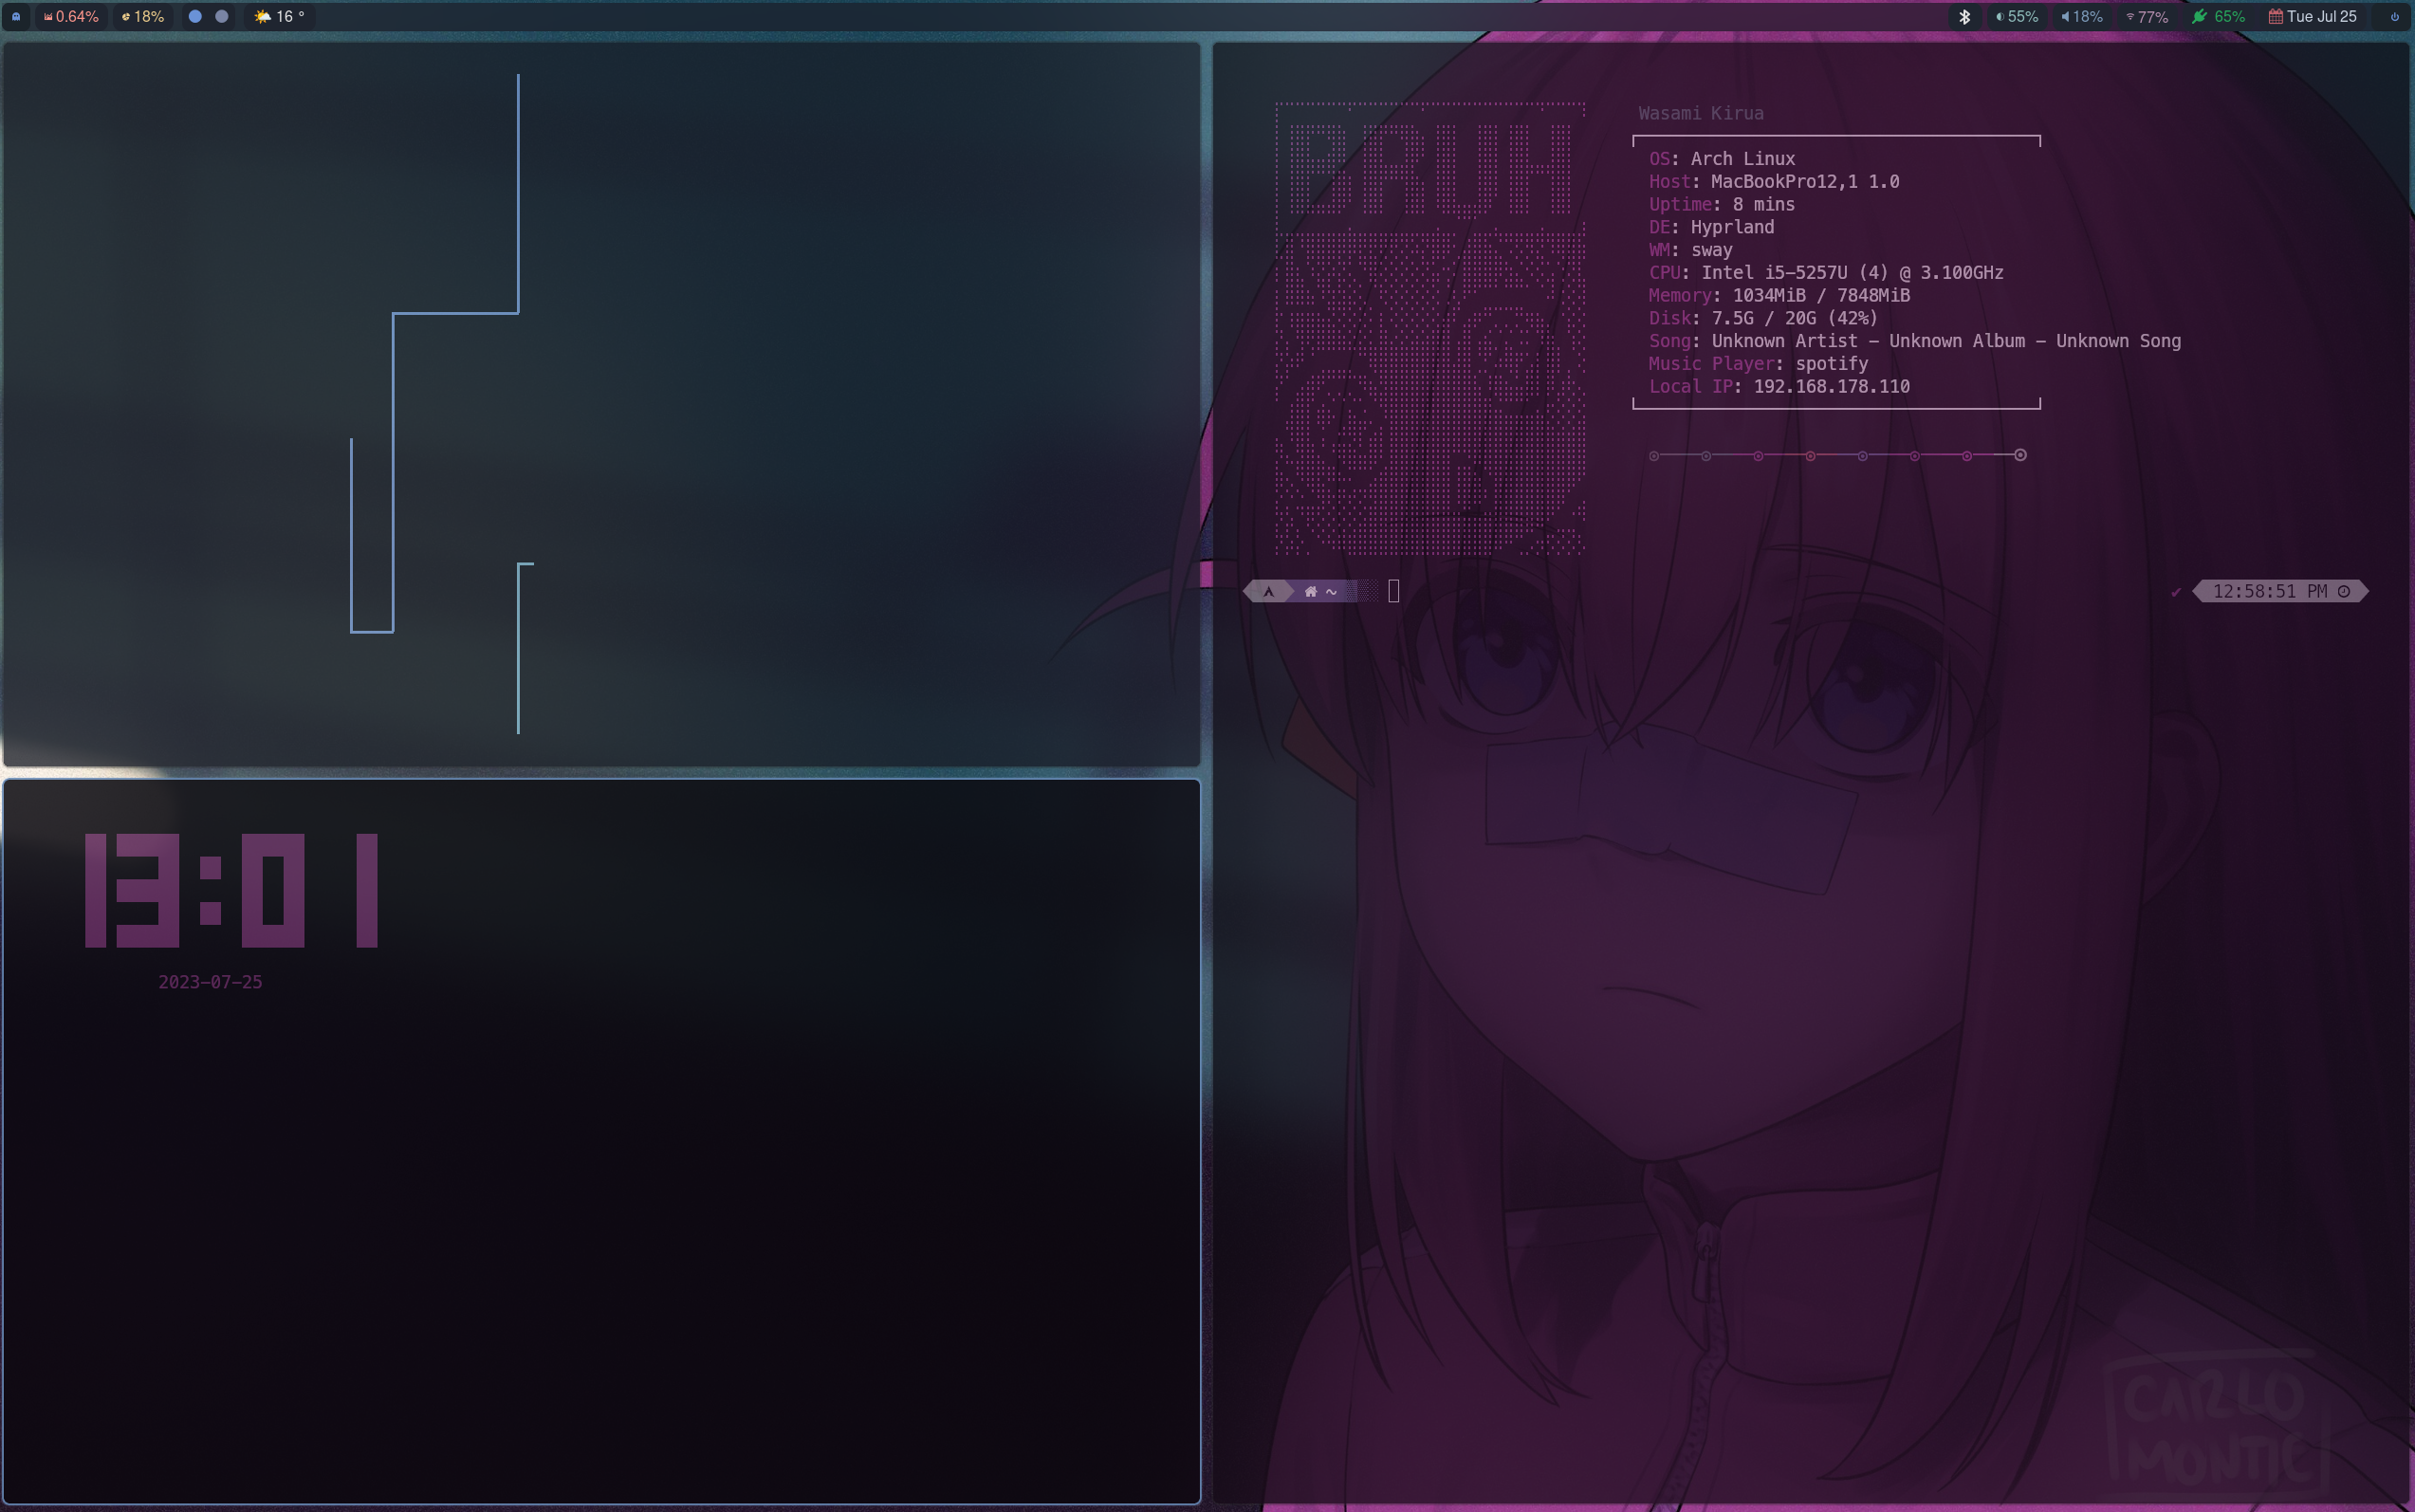 0.64% 18% 16 ° 55% 18% 77% 65% Tue Jul 25
BRUH
Wasami Kirua
OS: Arch Linux
Host: MacBookPro12,1 1.0
Uptime: 8 mins
DE: Hyprland
WM: sway
CPU: Intel i5-5257U (4) @ 3.100GHz
Memory: 1034MiB / 7848MiB
Disk: 7.5G / 20G (42%)
Song: Unknown Artist - Unknown Album - Unknown Song
Music Player: spotify
Local IP: 192.168.178.110
~ 12:58:51 PM
13:01
2023-07-25
CARLO
MONTIE